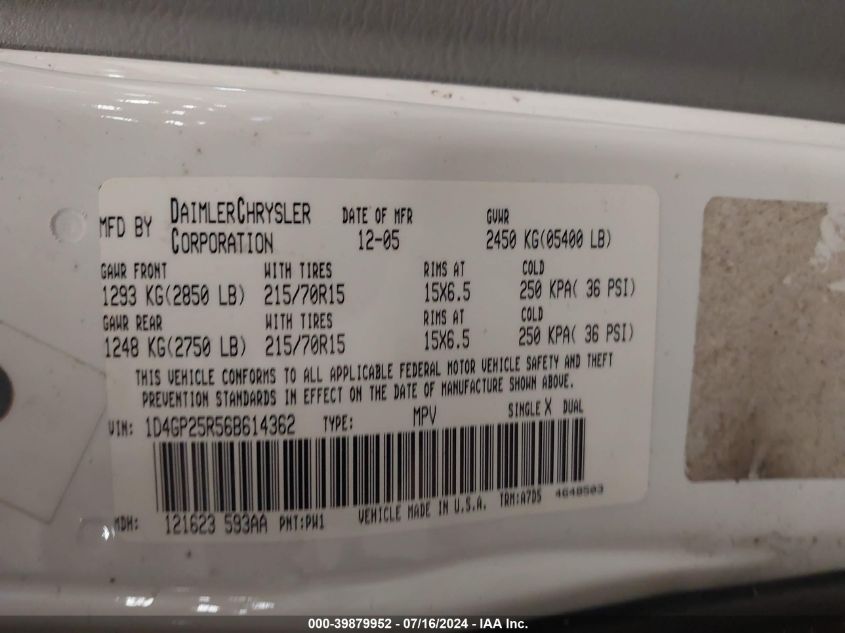 MFD BY DAIMLERCHRYSLER CORPORATION
DATE OF MFR 12-05
GVWR 2450 KG(05400 LB)
GAWR FRONT WITH TIRES RIMS AT COLD
1293 KG(2850 LB) 215/70R15 15X6.5 250 KPA( 36 PSI)
GAWR REAR WITH TIRES RIMS AT COLD
1248 KG(2750 LB) 215/70R15 15X6.5 250 KPA( 36 PSI)
THIS VEHICLE CONFORMS TO ALL APPLICABLE FEDERAL MOTOR VEHICLE SAFETY AND THEFT
PREVENTION STANDARDS IN EFFECT ON THE DATE OF MANUFACTURE SHOWN ABOVE.
VIN: 1D4GP25R56B614362 TYPE: MPV SINGLE X DUAL
MDH: 121623 593AA PNT:PW1 VEHICLE MADE IN U.S.A. TRM:A7D5 4648503
000-39879952 - 07/16/2024 - IAA Inc.